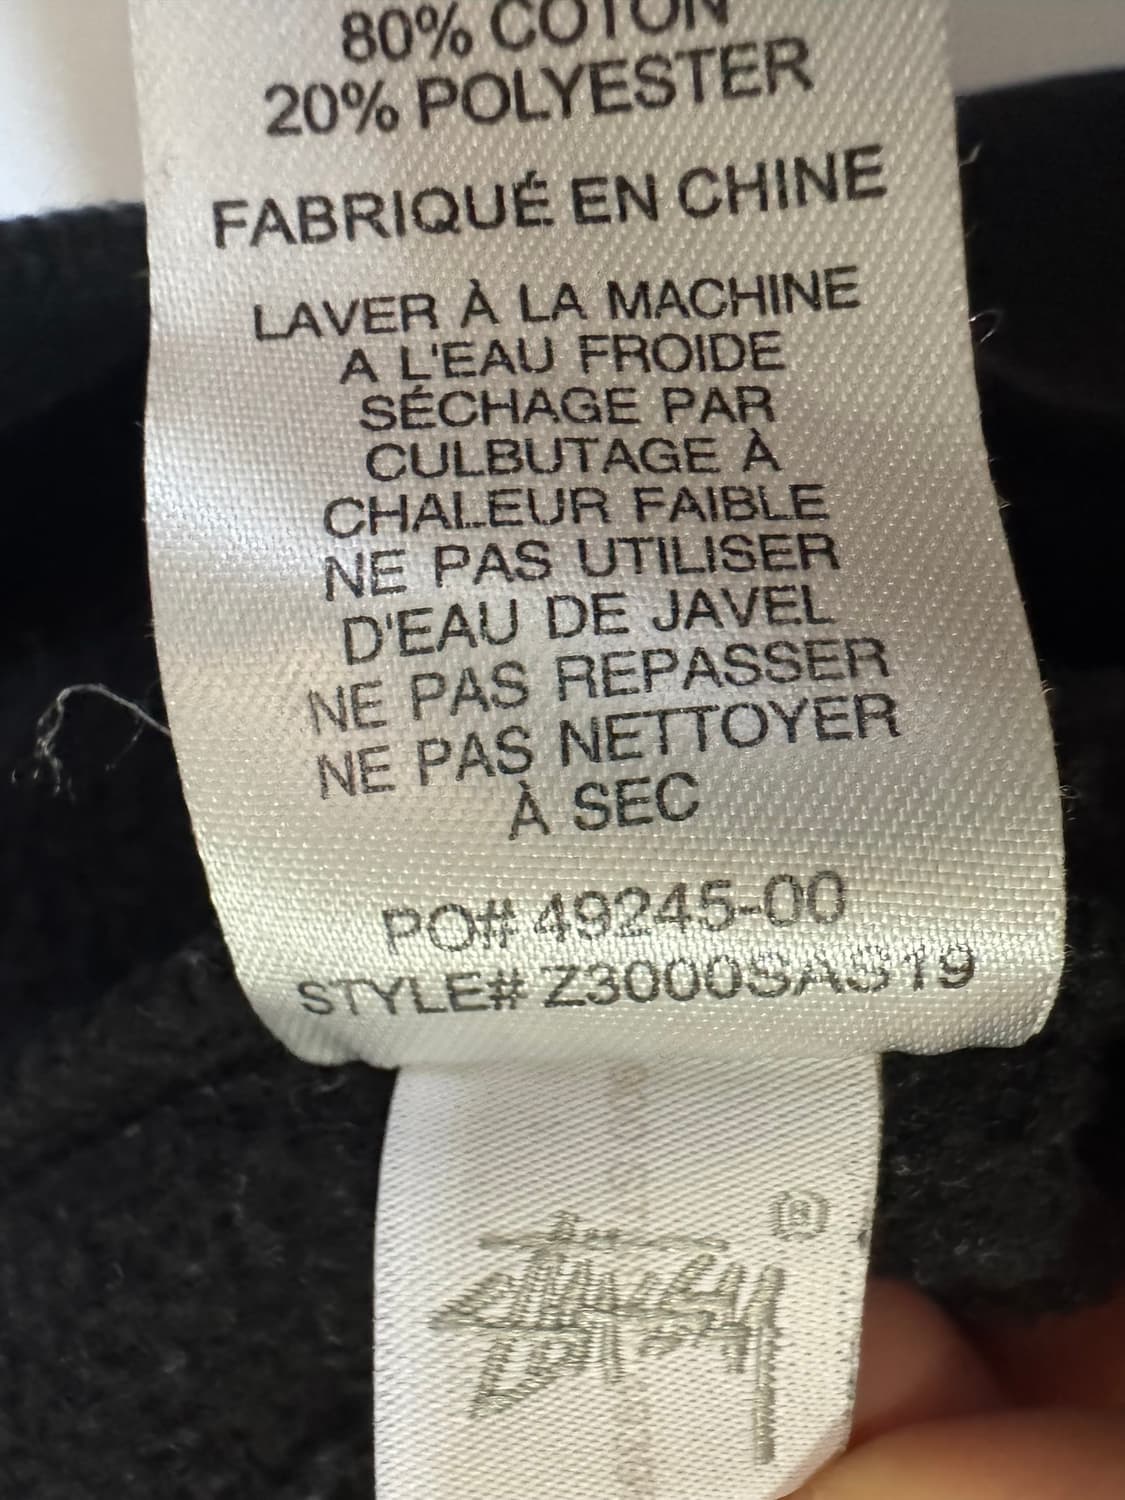 80% COTON
20% POLYESTER
FABRIQUÉ EN CHINE
LAVER À LA MACHINE
A L'EAU FROIDE
SÉCHAGE PAR
CULBUTAGE À
CHALEUR FAIBLE
NE PAS UTILISER
D'EAU DE JAVEL
NE PAS REPASSER
NE PAS NETTOYER
À SEC
PO# 49245-00
STYLE# Z3000SAS19
Stüssy
®